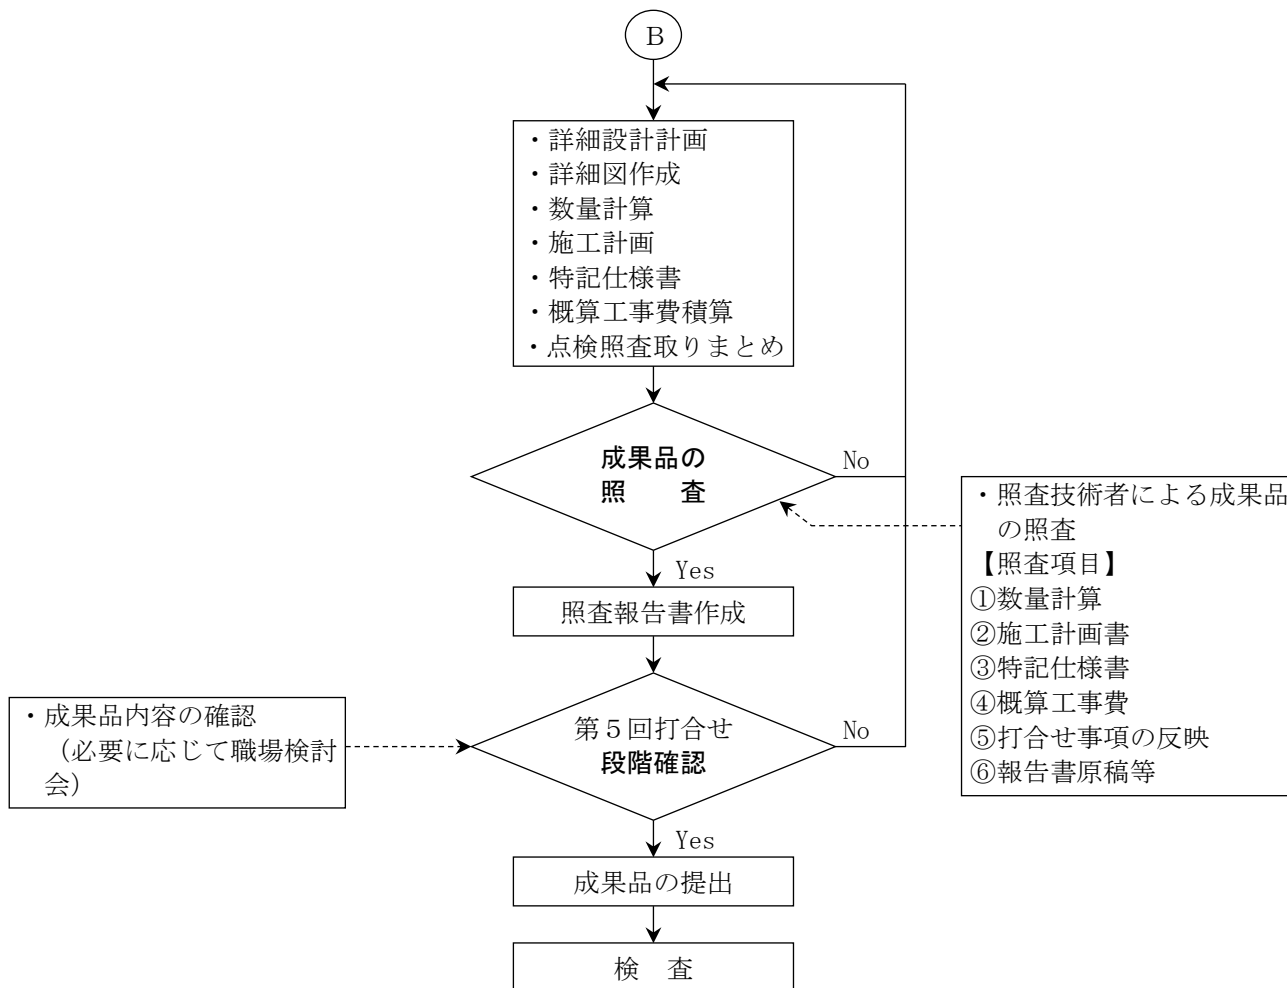 B
・詳細設計計画
・詳細図作成
・数量計算
・施工計画
・特記仕様書
・概算工事費積算
・点検照査取りまとめ
成果品の
照　　査
No
・照査技術者による成果品
の照査
【照査項目】
①数量計算
②施工計画書
③特記仕様書
④概算工事費
⑤打合せ事項の反映
⑥報告書原稿等
Yes
照査報告書作成
・成果品内容の確認
（必要に応じて職場検討
会）
第５回打合せ
段階確認
No
Yes
成果品の提出
検　査